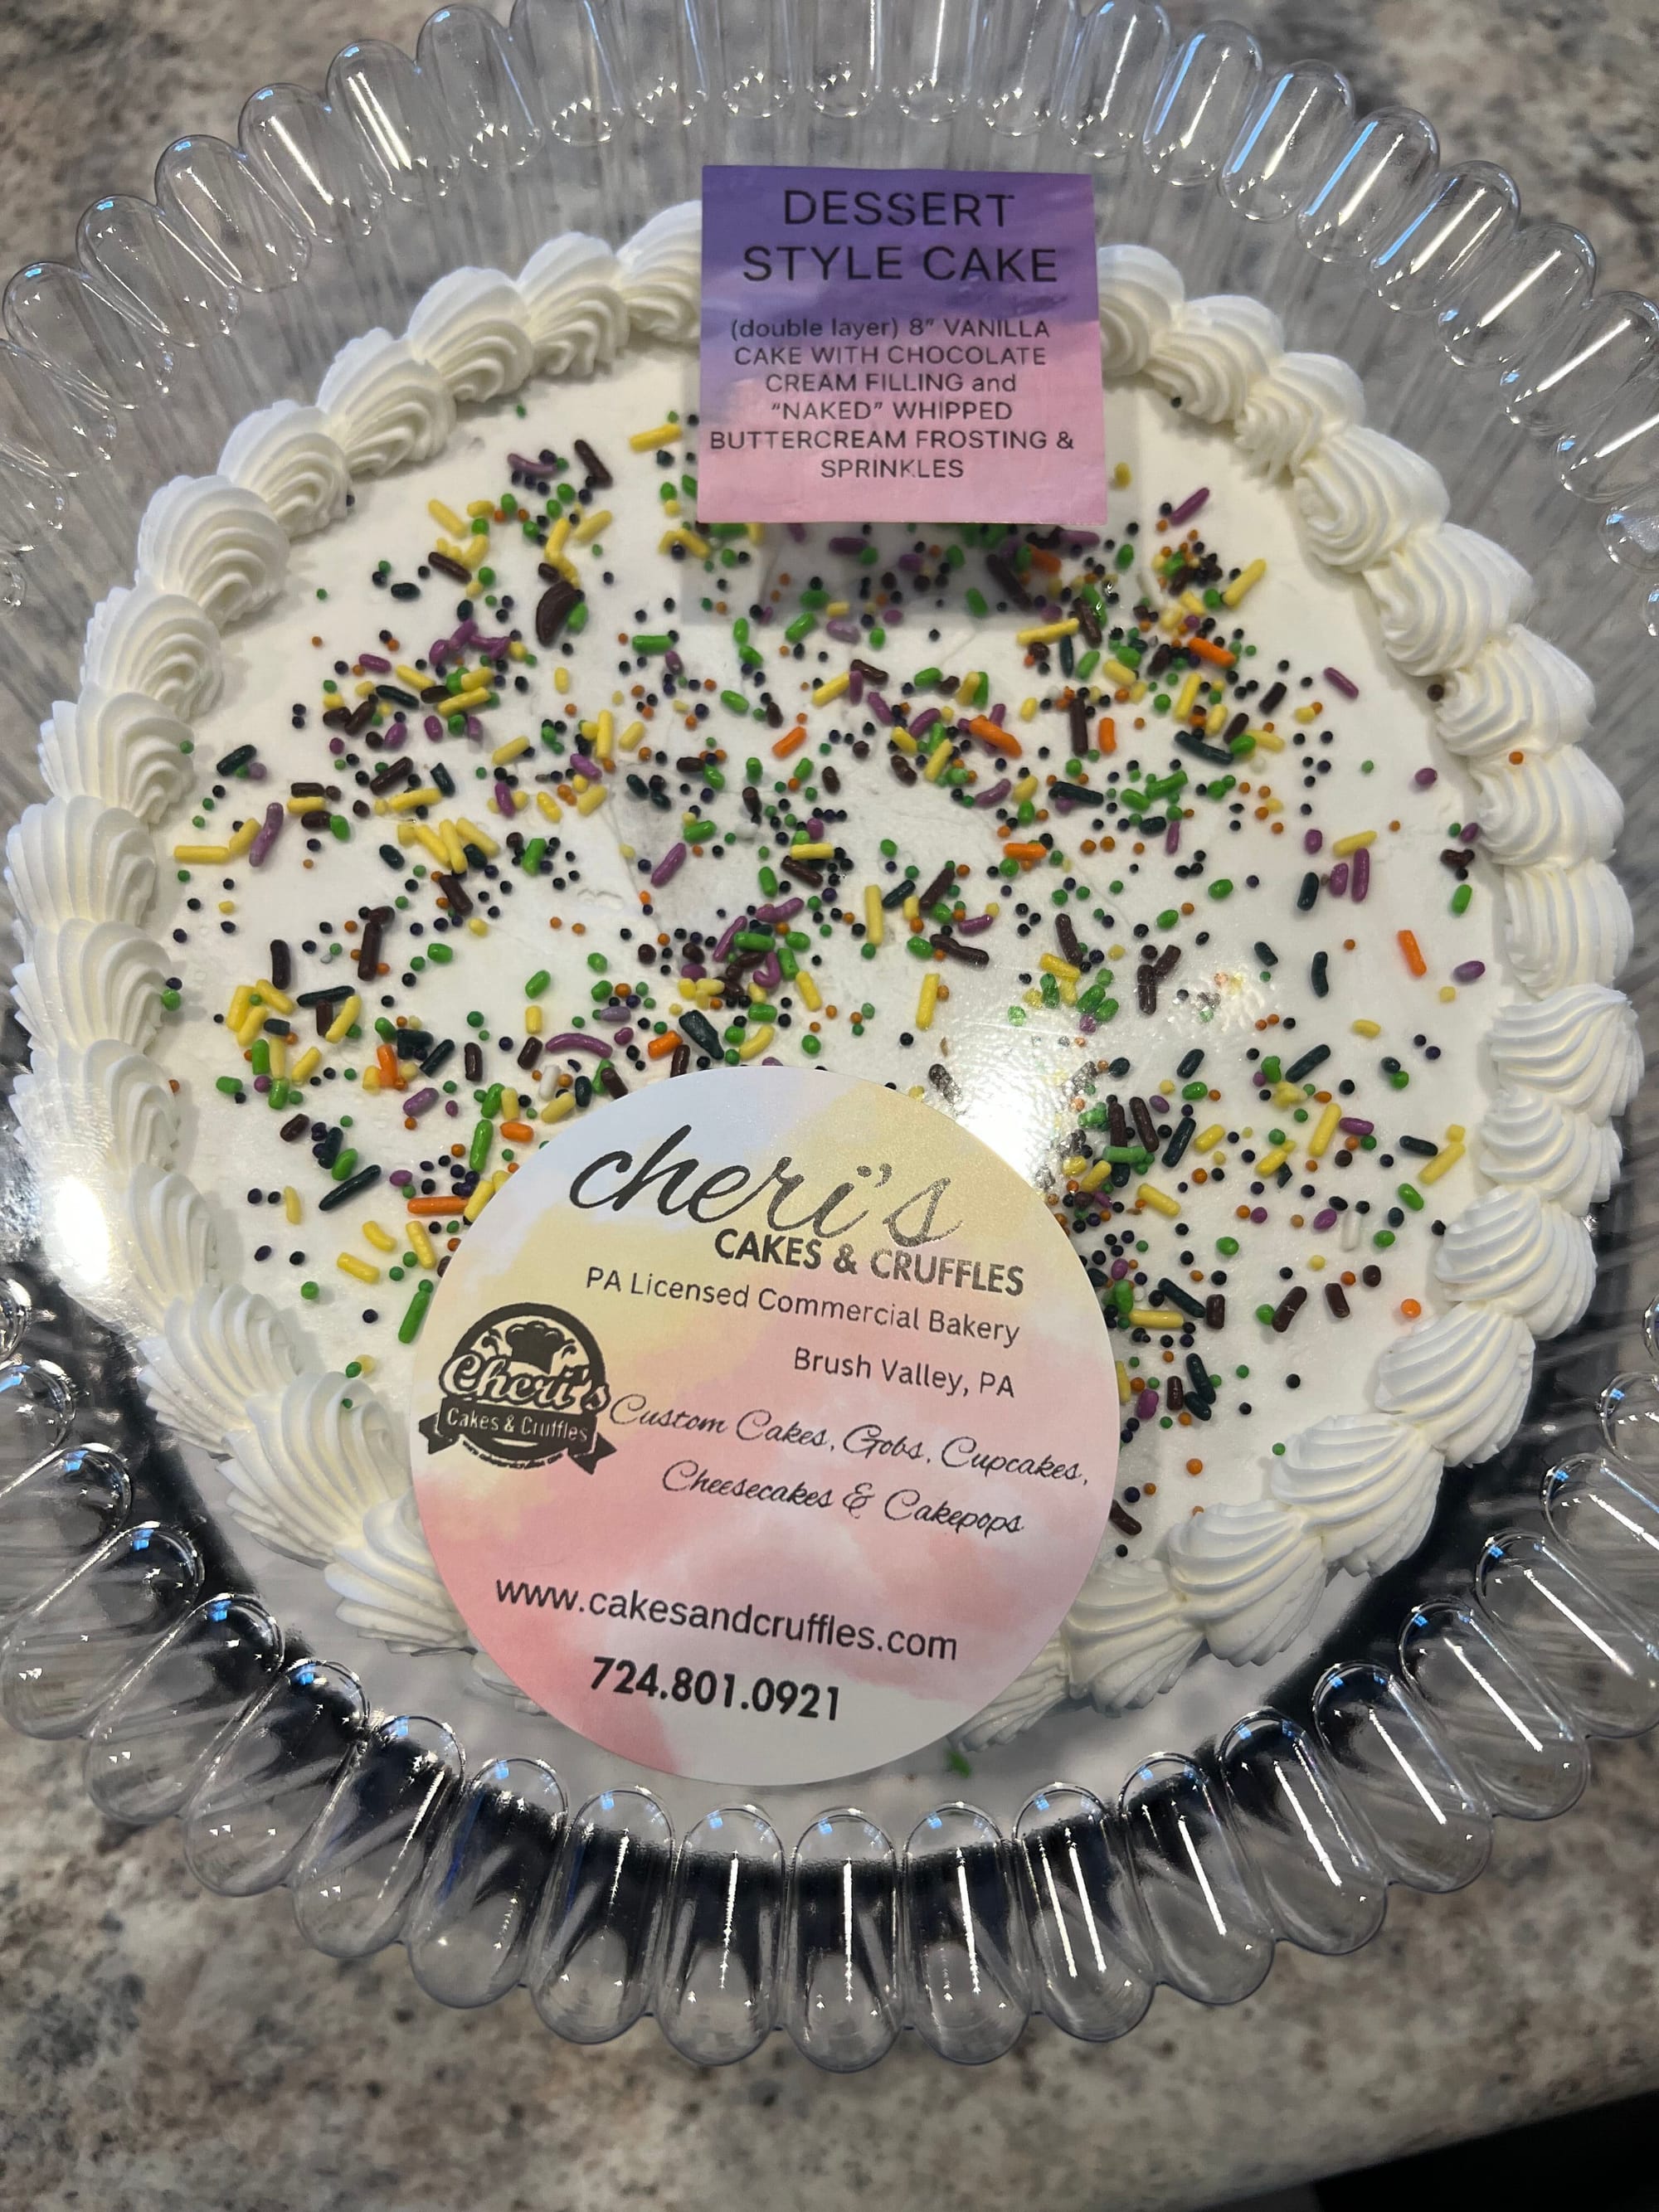 DESSERT
STYLE CAKE
(double layer) 8" VANILLA
CAKE WITH CHOCOLATE
CREAM FILLING and
"NAKED" WHIPPED
BUTTERCREAM FROSTING &
SPRINKLES
cheri's
CAKES & CRUFFLES
PA Licensed Commercial Bakery
Brush Valley, PA
Cheri's
Cakes & Cruffles
Custom Cakes, Gobs, Cupcakes,
Cheesecakes & Cakepops
www.cakesandcruffles.com
724.801.0921